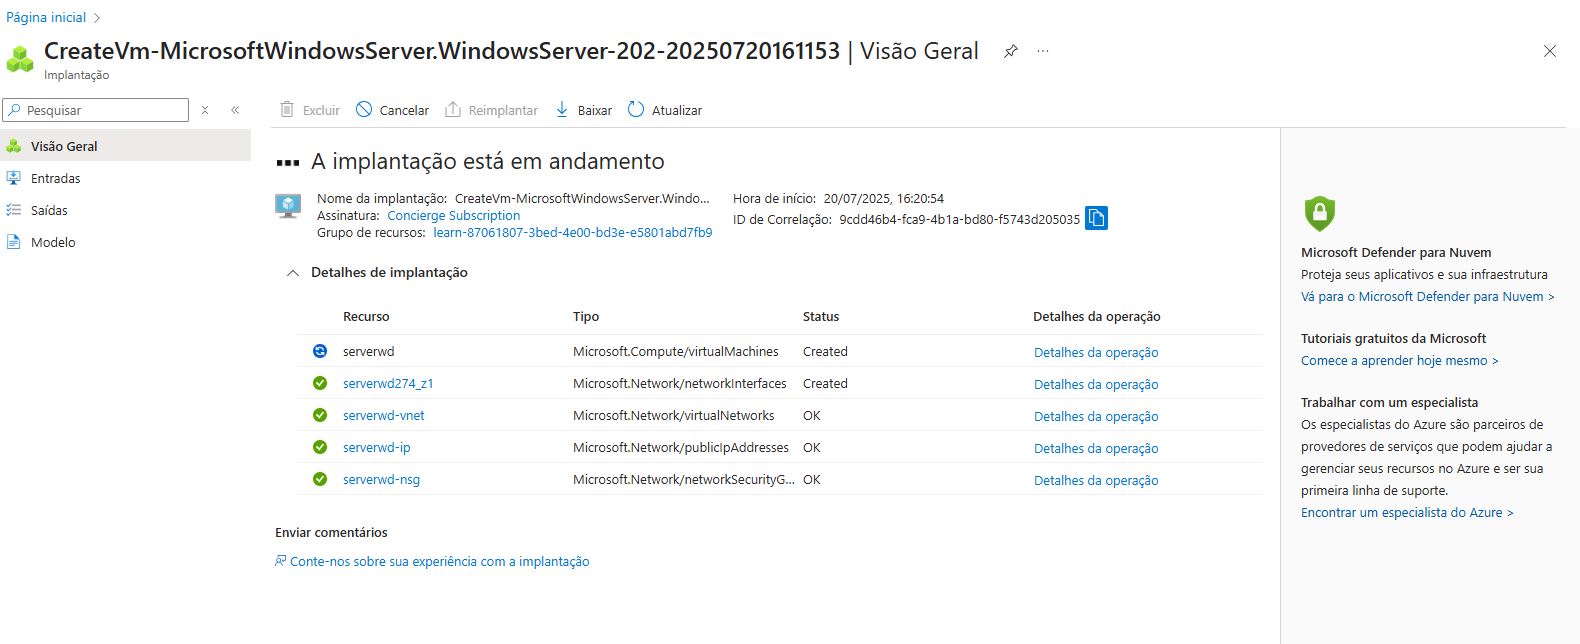 Página inicial
CreateVm-MicrosoftWindowsServer.WindowsServer-202-20250720161153 | Visão Geral
Implantação
Pesquisar
Excluir Cancelar Reimplantar Baixar Atualizar
Visão Geral
Entradas
Saídas
Modelo
A implantação está em andamento
Nome da implantação: CreateVm-MicrosoftWindowsServer.Windo...
Assinatura: Concierge Subscription
Grupo de recursos: learn-87061807-3bed-4e00-bd3e-e5801abd7fb9
Hora de início: 20/07/2025, 16:20:54
ID de Correlação: 9cdd46b4-fca9-4b1a-bd80-f5743d205035
Detalhes de implantação
Recurso Tipo Status Detalhes da operação
serverwd Microsoft.Compute/virtualMachines Created Detalhes da operação
serverwd274_z1 Microsoft.Network/networkInterfaces Created Detalhes da operação
serverwd-vnet Microsoft.Network/virtualNetworks OK Detalhes da operação
serverwd-ip Microsoft.Network/publicIpAddresses OK Detalhes da operação
serverwd-nsg Microsoft.Network/networkSecurityG... OK Detalhes da operação
Enviar comentários
Conte-nos sobre sua experiência com a implantação
Microsoft Defender para Nuvem
Proteja seus aplicativos e sua infraestrutura
Vá para o Microsoft Defender para Nuvem >
Tutoriais gratuitos da Microsoft
Comece a aprender hoje mesmo >
Trabalhar com um especialista
Os especialistas do Azure são parceiros de
provedores de serviços que podem ajudar a
gerenciar seus recursos no Azure e ser sua
primeira linha de suporte.
Encontrar um especialista do Azure >